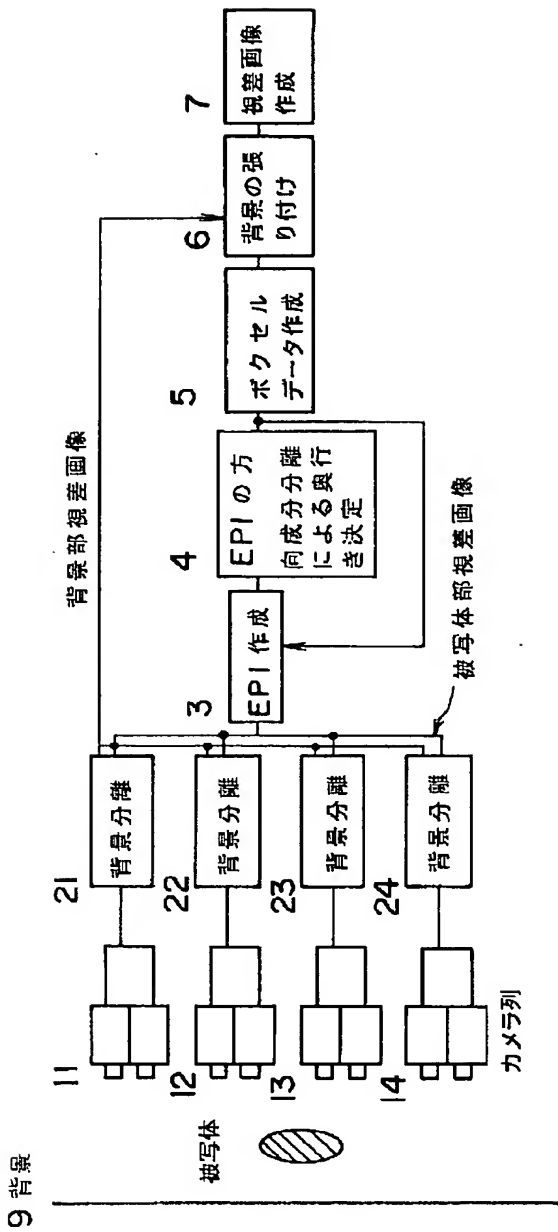 9 背景
被写体
11
12
13
14
カメラ列
21
背景分離
22
背景分離
23
背景分離
24
背景分離
背景部視差画像
被写体部視差画像
3
EPI作成
4
EPIの方
向成分分離
による奥行
き決定
5
ボクセル
データ作成
6
背景の張
り付け
7
視差画像
作成